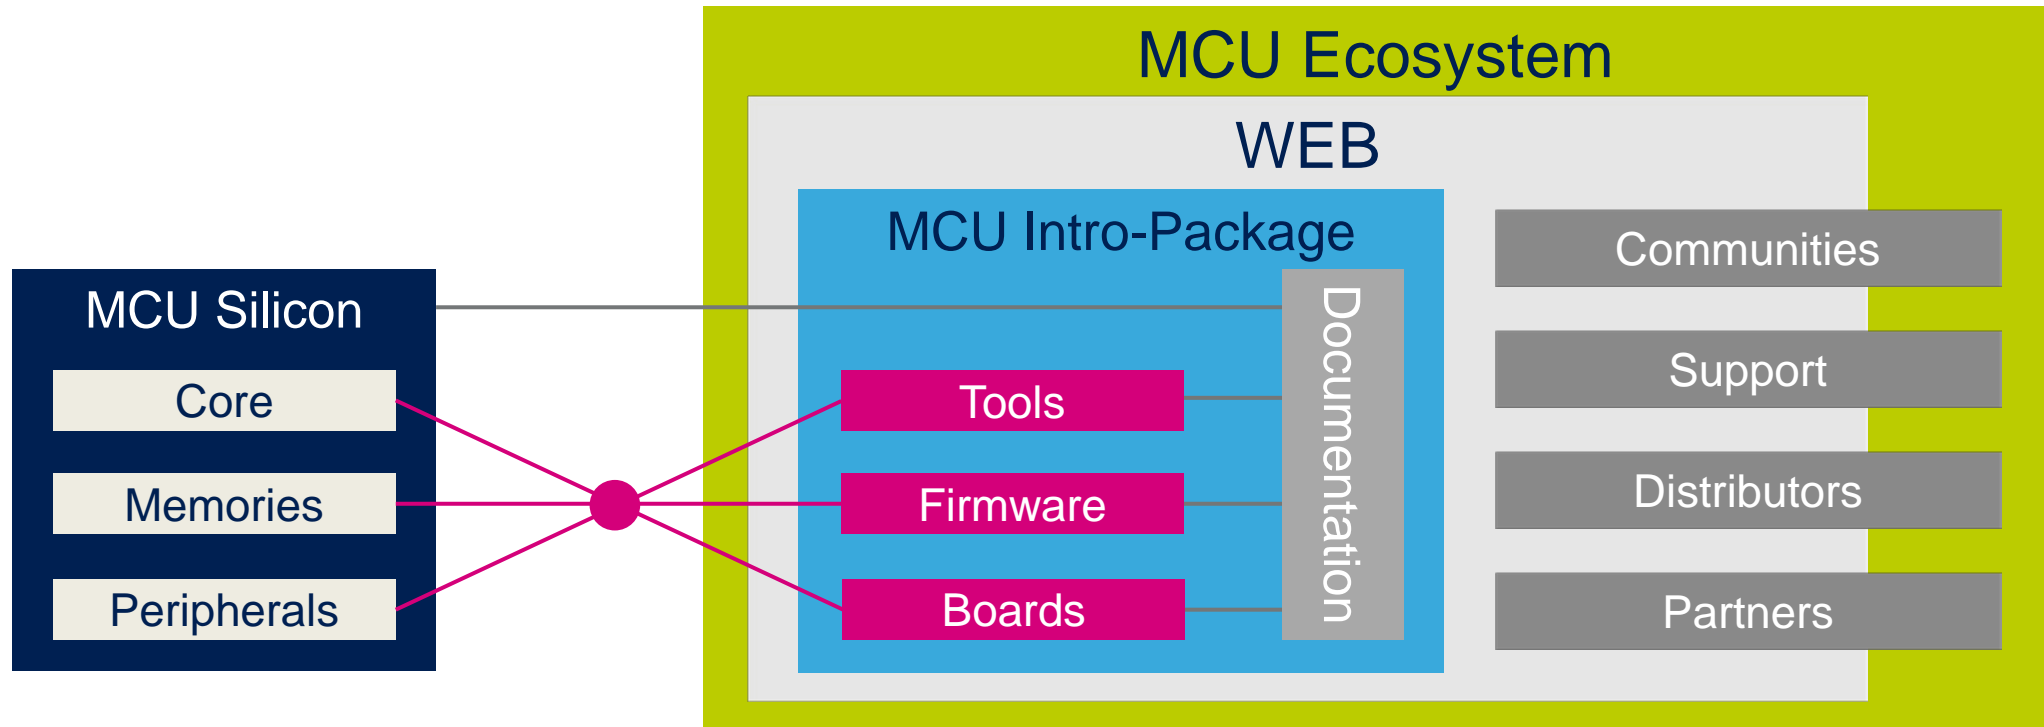 MCU Ecosystem
WEB
MCU Intro-Package
MCU Silicon
Core
Memories
Peripherals
Tools
Firmware
Boards
Documentation
Communities
Support
Distributors
Partners